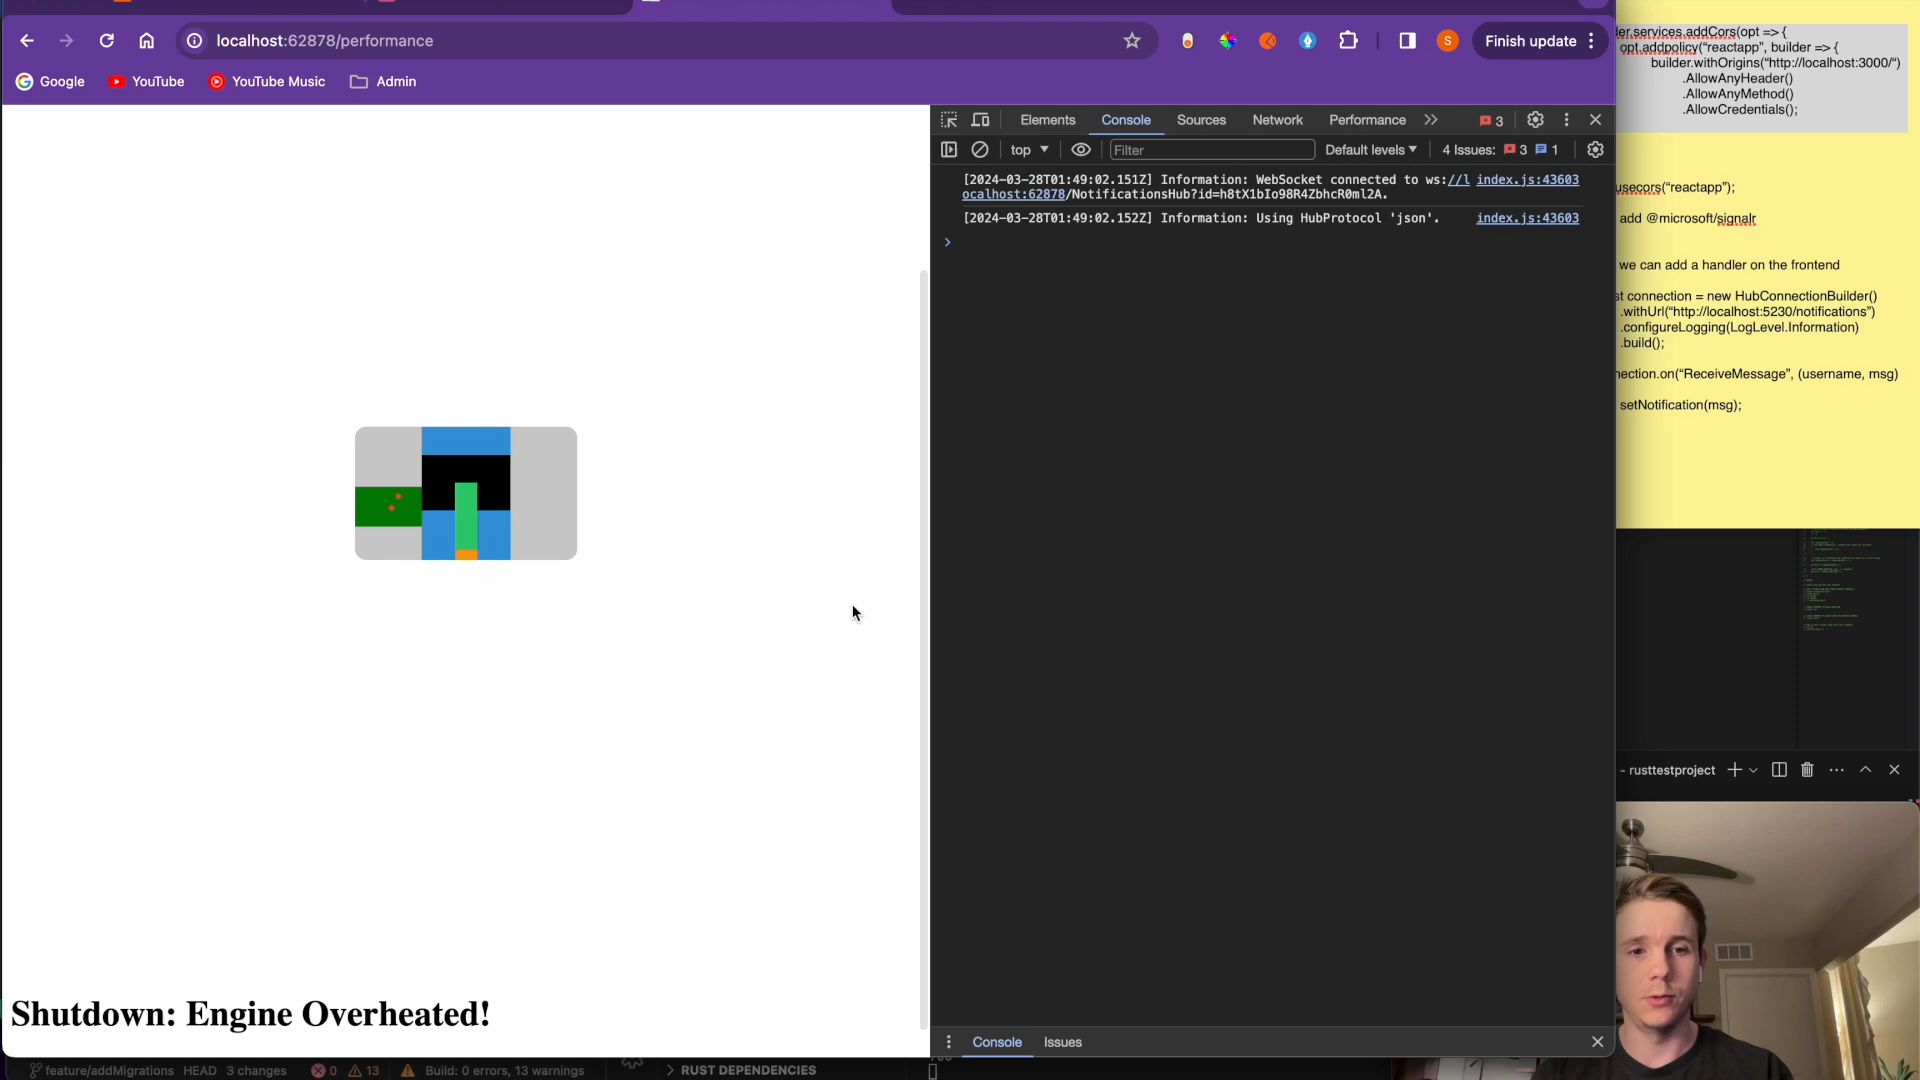 localhost:62878/performance
Finish update
Google
YouTube
YouTube Music
Admin
Elements
Console
Sources
Network
Performance
3
top
Filter
Default levels
4 Issues:
3
1
[2024-03-28T01:49:02.151Z] Information: WebSocket connected to ws://l
ocalhost:62878/NotificationsHub?id=h8tX1bIo98R4ZbhcR0ml2A.
index.js:43603
[2024-03-28T01:49:02.152Z] Information: Using HubProtocol 'json'.
index.js:43603
Shutdown: Engine Overheated!
Console
Issues
S
ler.services.addCors(opt => {
opt.addpolicy(“reactapp”, builder => {
builder.withOrigins(“http://localhost:3000/“)
.AllowAnyHeader()
.AllowAnyMethod()
.AllowCredentials();
usecors(“reactapp”);
add @microsoft/signalr
we can add a handler on the frontend
st connection = new HubConnectionBuilder()
.withUrl(“http://localhost:5230/notifications”)
.configureLogging(LogLevel.Information)
.build();
nection.on(“ReceiveMessage”, (username, msg)
setNotification(msg);
- rusttestproject
feature/addMigrations
HEAD
3 changes
0
13
Build: 0 errors, 13 warnings
RUST DEPENDENCIES